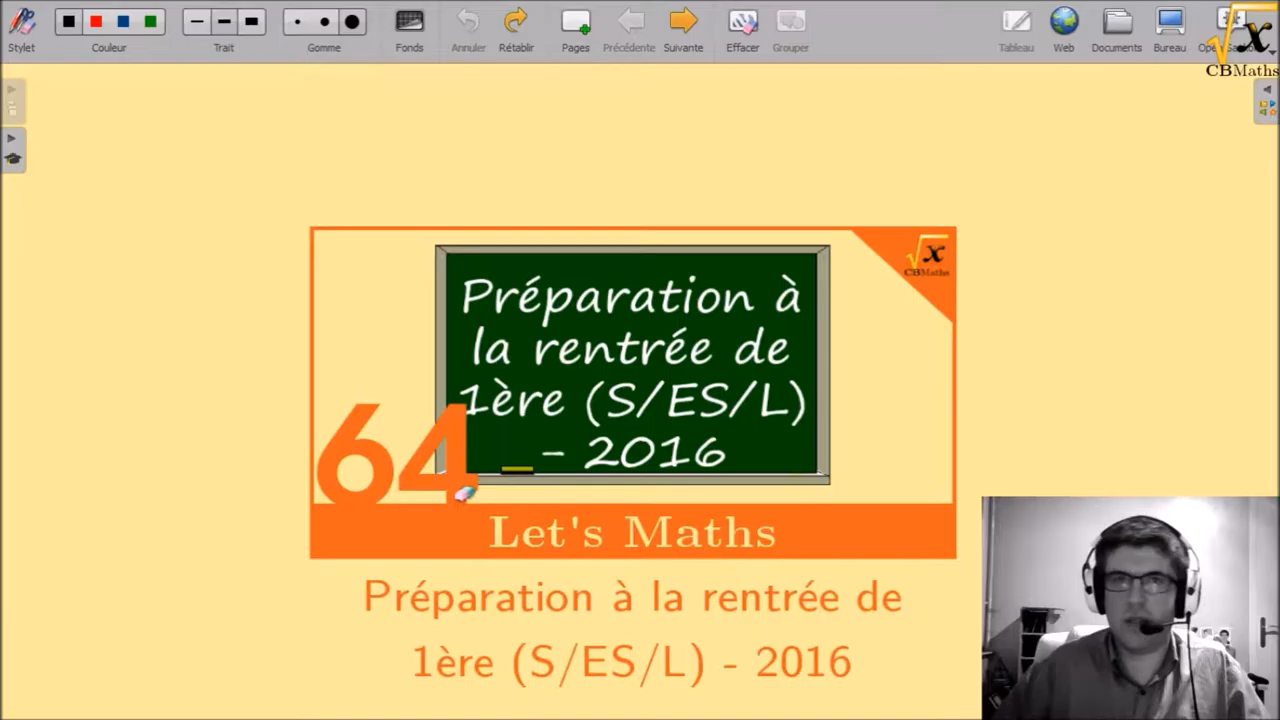 Stylet
Couleur
Trait
Gomme
Fonds
Annuler
Rétablir
Pages
Précédente
Suivante
Effacer
Grouper
Tableau
Web
Documents
Bureau
x
CBMaths
Préparation à
la rentrée de
1ère (S/ES/L)
- 2016
x
CBMaths
64
Let's Maths
Préparation à la rentrée de
1ère (S/ES/L) - 2016